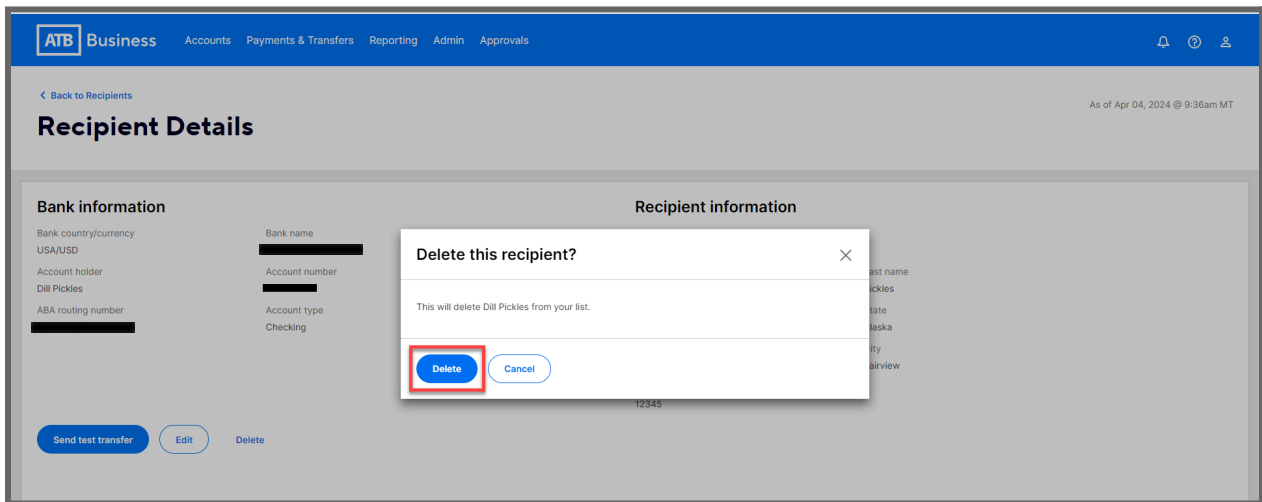 ATB Business Accounts Payments & Transfers Reporting Admin Approvals
Back to Recipients
As of Apr 04, 2024 @ 9:36am MT
Recipient Details
Bank information
Bank country/currency
USA/USD
Bank name
Account holder
Dill Pickles
Account number
ABA routing number
Account type
Checking
Send test transfer Edit Delete
Recipient information
12345
Delete this recipient?
This will delete Dill Pickles from your list.
Delete Cancel